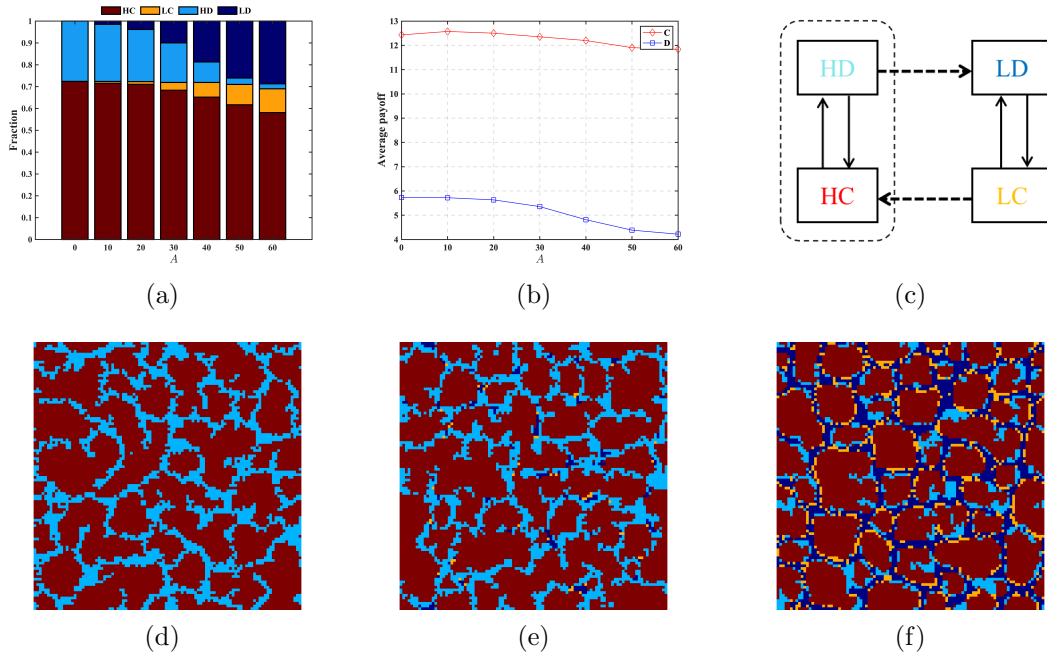 HC LC HD LD
Fraction
1
0.9
0.8
0.7
0.6
0.5
0.4
0.3
0.2
0.1
0
0 10 20 30 40 50 60
A
(a)
C
D
Average payoff
13
12
11
10
9
8
7
6
5
4
0 10 20 30 40 50 60
A
(b)
HD LD
HC LC
(c)
(d) (e) (f)